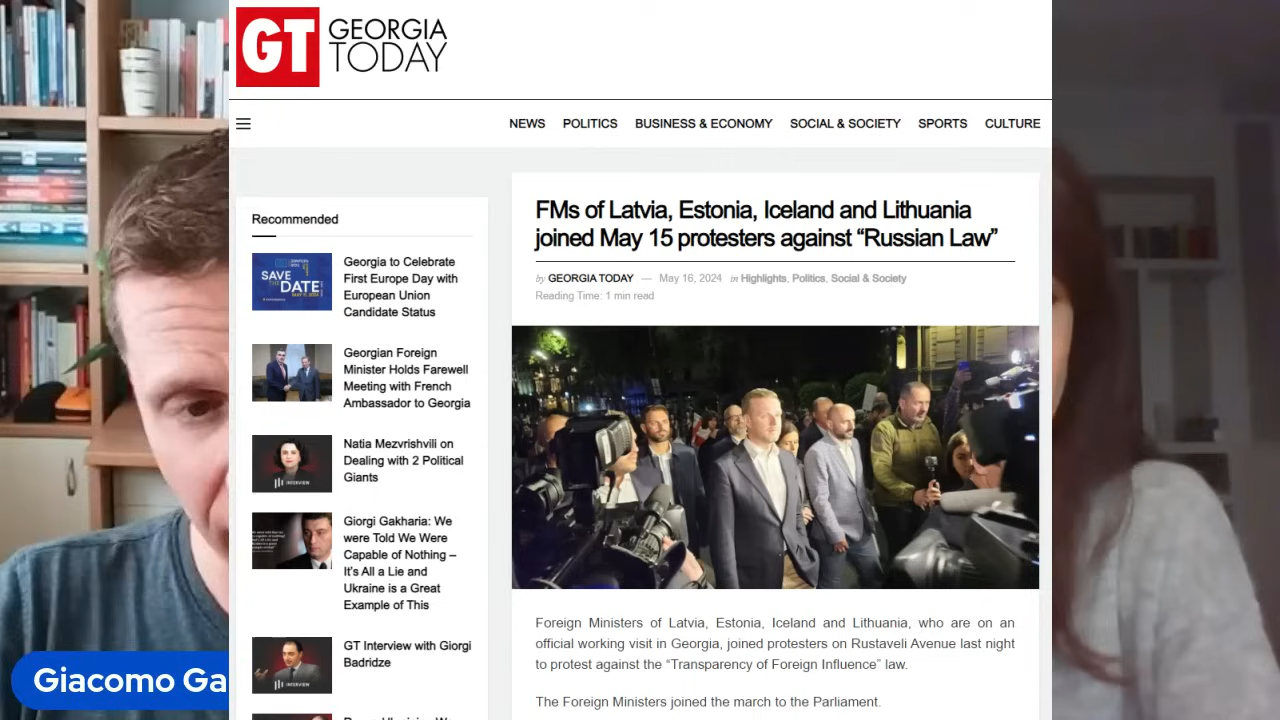 GT GEORGIA
TODAY
NEWS POLITICS BUSINESS & ECONOMY SOCIAL & SOCIETY SPORTS CULTURE
Recommended
SAVE
THE DATE
Georgia to Celebrate
First Europe Day with
European Union
Candidate Status
Georgian Foreign
Minister Holds Farewell
Meeting with French
Ambassador to Georgia
INTERVIEW
Natia Mezvrishvili on
Dealing with 2 Political
Giants
Giorgi Gakharia: We
were Told We Were
Capable of Nothing –
It’s All a Lie and
Ukraine is a Great
Example of This
INTERVIEW
GT Interview with Giorgi
Badridze
FMs of Latvia, Estonia, Iceland and Lithuania
joined May 15 protesters against “Russian Law”
by GEORGIA TODAY — May 16, 2024 in Highlights, Politics, Social & Society
Reading Time: 1 min read
Foreign Ministers of Latvia, Estonia, Iceland and Lithuania, who are on an
official working visit in Georgia, joined protesters on Rustaveli Avenue last night
to protest against the “Transparency of Foreign Influence” law.
The Foreign Ministers joined the march to the Parliament.
Giacomo Ga